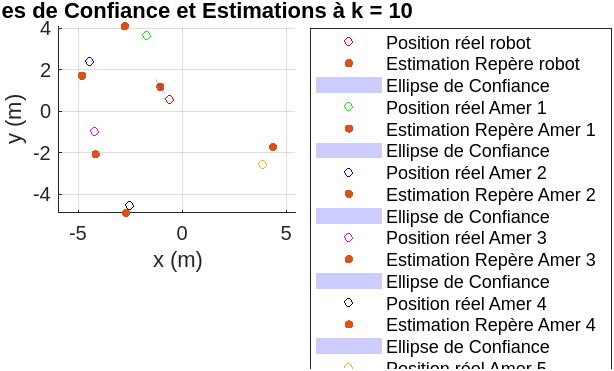 es de Confiance et Estimations à k = 10
4
2
0
-2
-4
-5 0 5
x (m)
y (m)
Position réel robot
Estimation Repère robot
Ellipse de Confiance
Position réel Amer 1
Estimation Repère Amer 1
Ellipse de Confiance
Position réel Amer 2
Estimation Repère Amer 2
Ellipse de Confiance
Position réel Amer 3
Estimation Repère Amer 3
Ellipse de Confiance
Position réel Amer 4
Estimation Repère Amer 4
Ellipse de Confiance
Position réel Amer 5